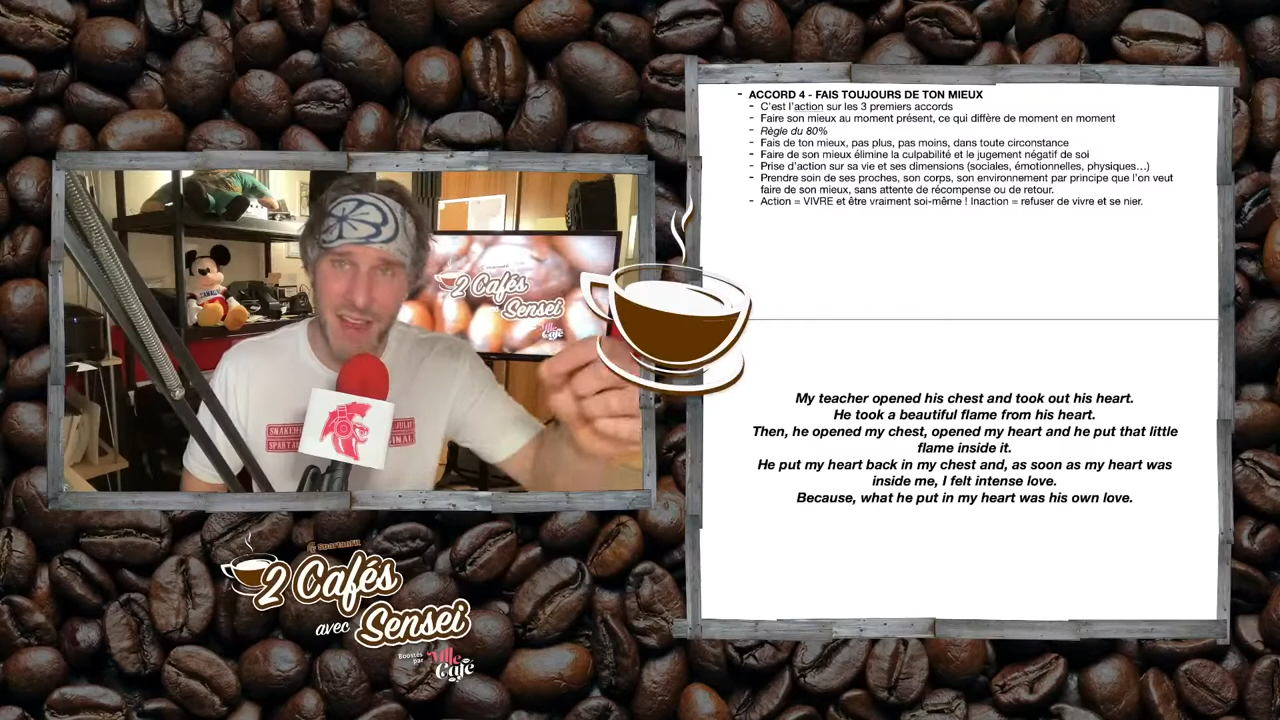 - ACCORD 4 - FAIS TOUJOURS DE TON MIEUX
- C'est l'action sur les 3 premiers accords
- Faire son mieux au moment présent, ce qui diffère de moment en moment
- Règle du 80%
- Fais de ton mieux, pas plus, pas moins, dans toute circonstance
- Faire de son mieux élimine la culpabilité et le jugement négatif de soi
- Prise d'action sur sa vie et ses dimensions (sociales, émotionnelles, physiques...)
- Prendre soin de ses proches, son corps, son environnement par principe que l'on veut
faire de son mieux, sans attente de récompense ou de retour.
- Action = VIVRE et être vraiment soi-même ! Inaction = refuser de vivre et se nier.
2 Cafés
Sensei
Ville
Café
My teacher opened his chest and took out his heart.
He took a beautiful flame from his heart.
Then, he opened my chest, opened my heart and he put that little
flame inside it.
He put my heart back in my chest and, as soon as my heart was
inside me, I felt intense love.
Because, what he put in my heart was his own love.
2 Cafés
avec Sensei
Boostés
par
Ville
Café